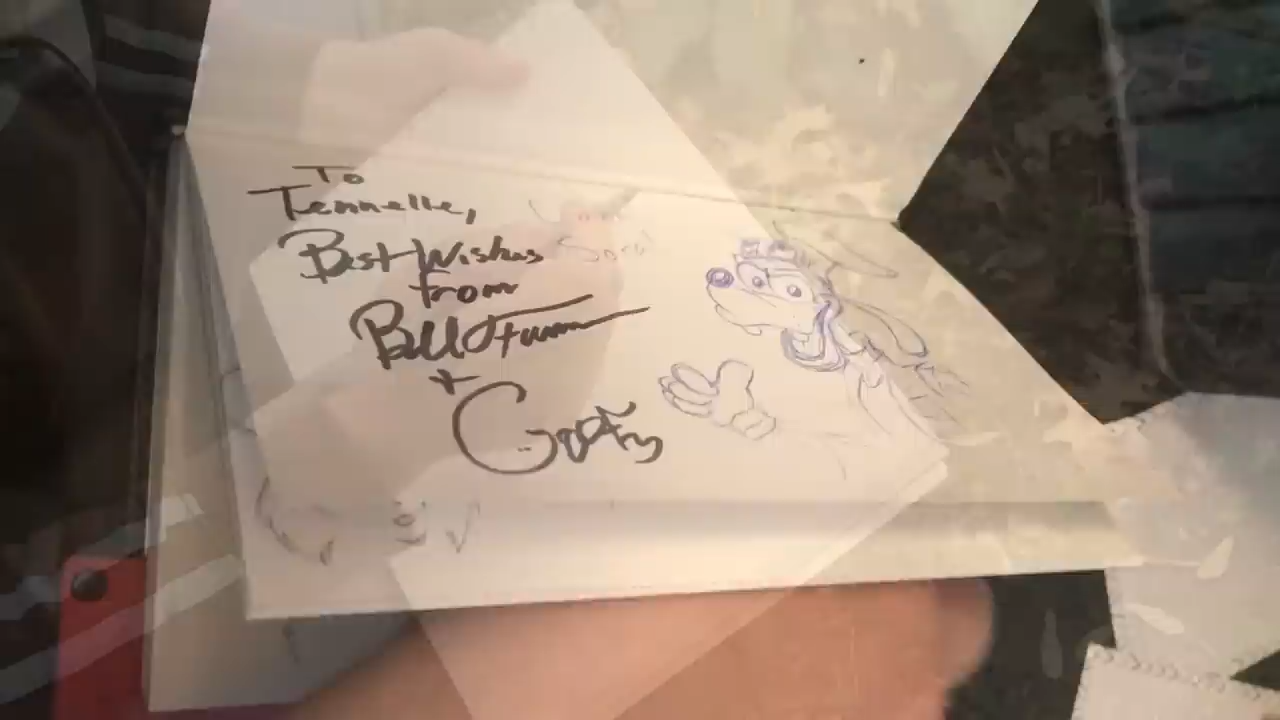 To
Tennelle,
Best Wishes
from
Bill Farmer
+
Goofy